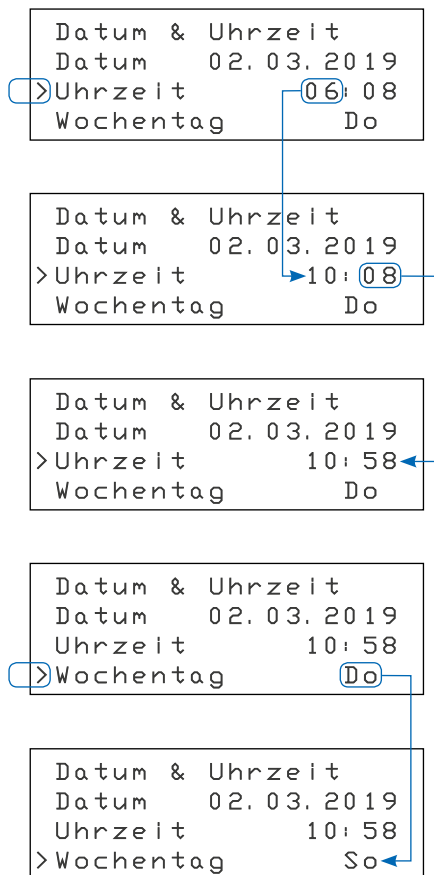 Datum & Uhrzeit
Datum 02.03.2019
>Uhrzeit 06:08
Wochentag Do
Datum & Uhrzeit
Datum 02.03.2019
>Uhrzeit 10:08
Wochentag Do
Datum & Uhrzeit
Datum 02.03.2019
>Uhrzeit 10:58
Wochentag Do
Datum & Uhrzeit
Datum 02.03.2019
Uhrzeit 10:58
>Wochentag Do
Datum & Uhrzeit
Datum 02.03.2019
Uhrzeit 10:58
>Wochentag So